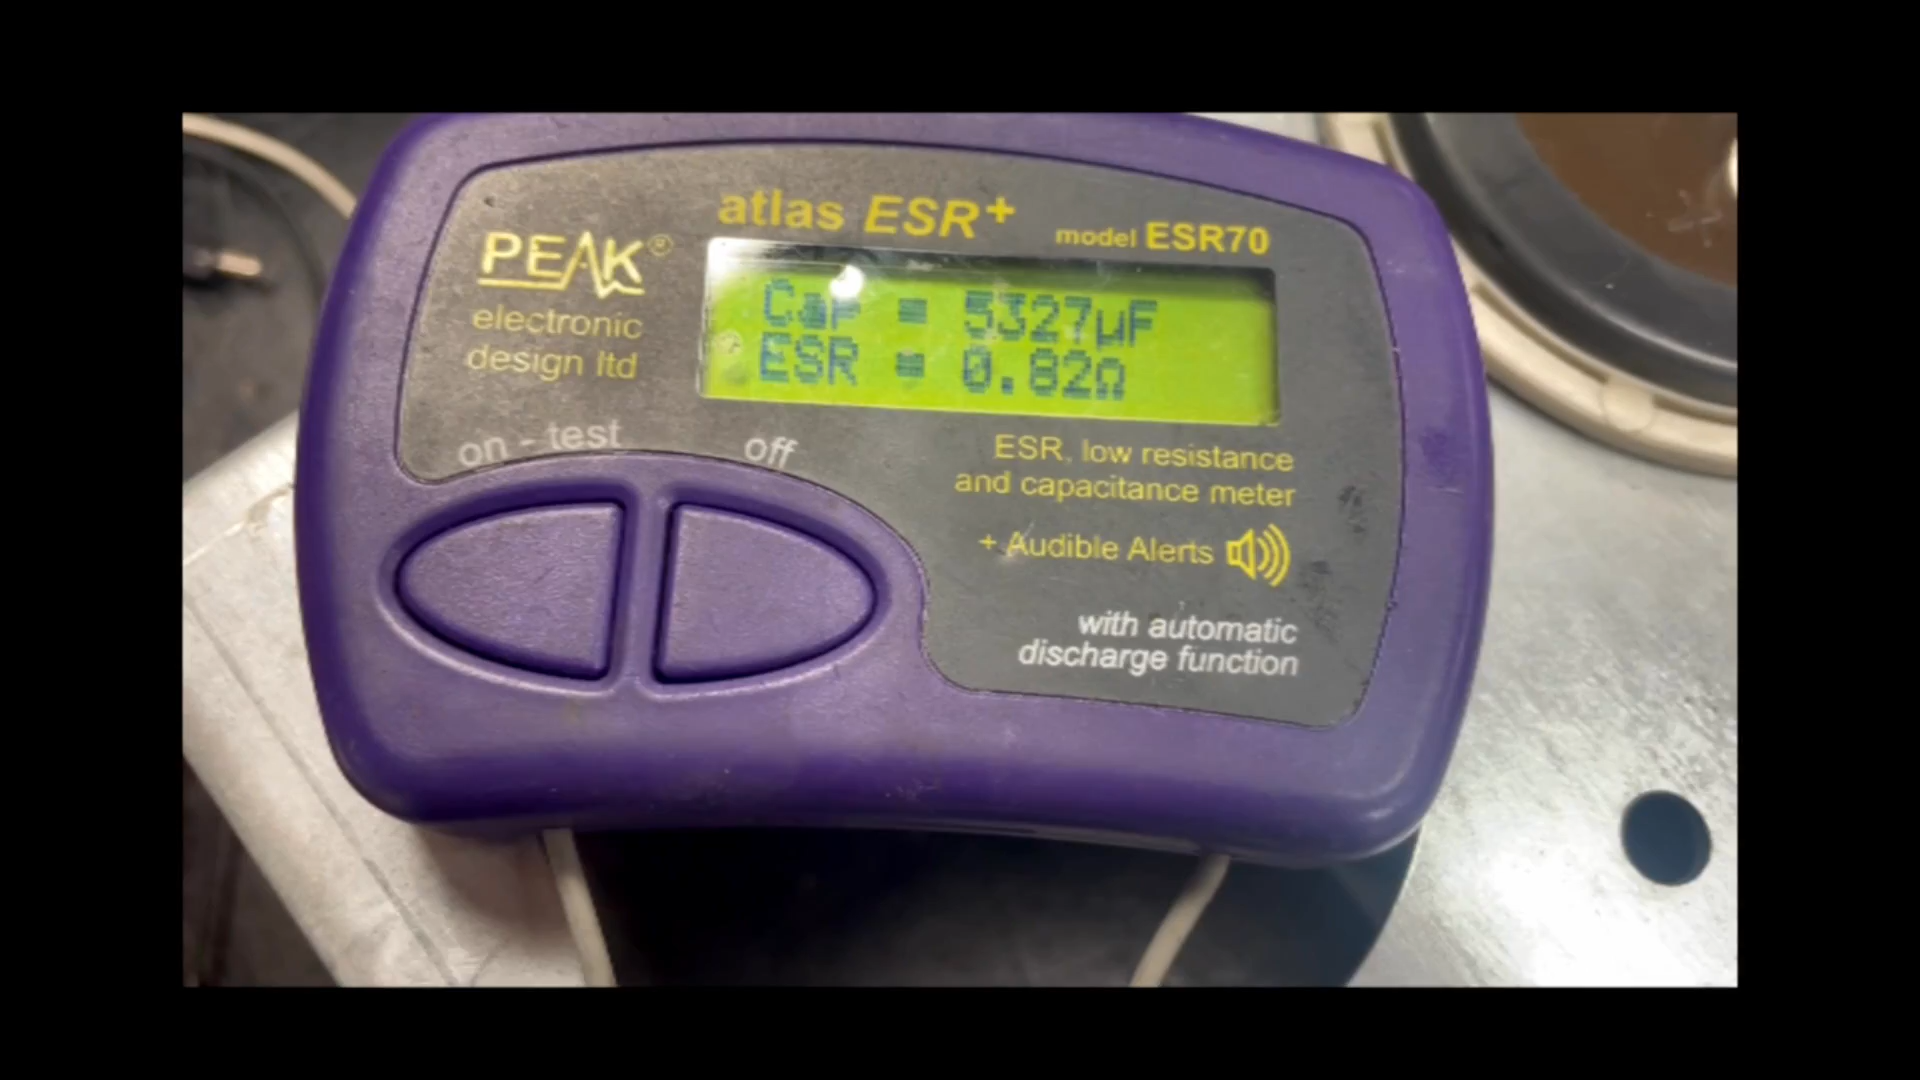 atlas ESR+ model ESR70
PEAK®
electronic
design ltd
Cap = 5327µF
ESR = 0.82Ω
on - test off
ESR, low resistance
and capacitance meter
+ Audible Alerts
with automatic
discharge function